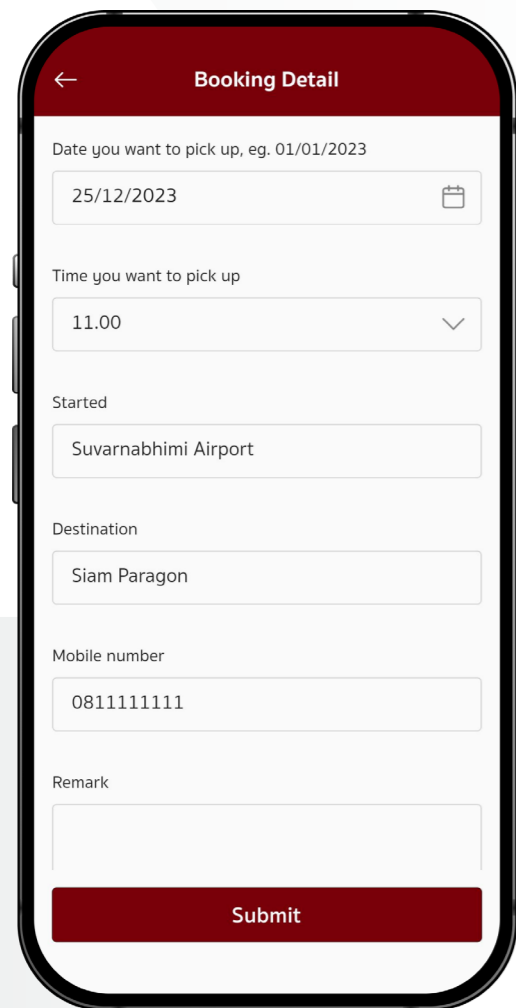 Booking Detail
Date you want to pick up, eg. 01/01/2023
25/12/2023
Time you want to pick up
11.00
Started
Suvarnabhimi Airport
Destination
Siam Paragon
Mobile number
0811111111
Remark
Submit